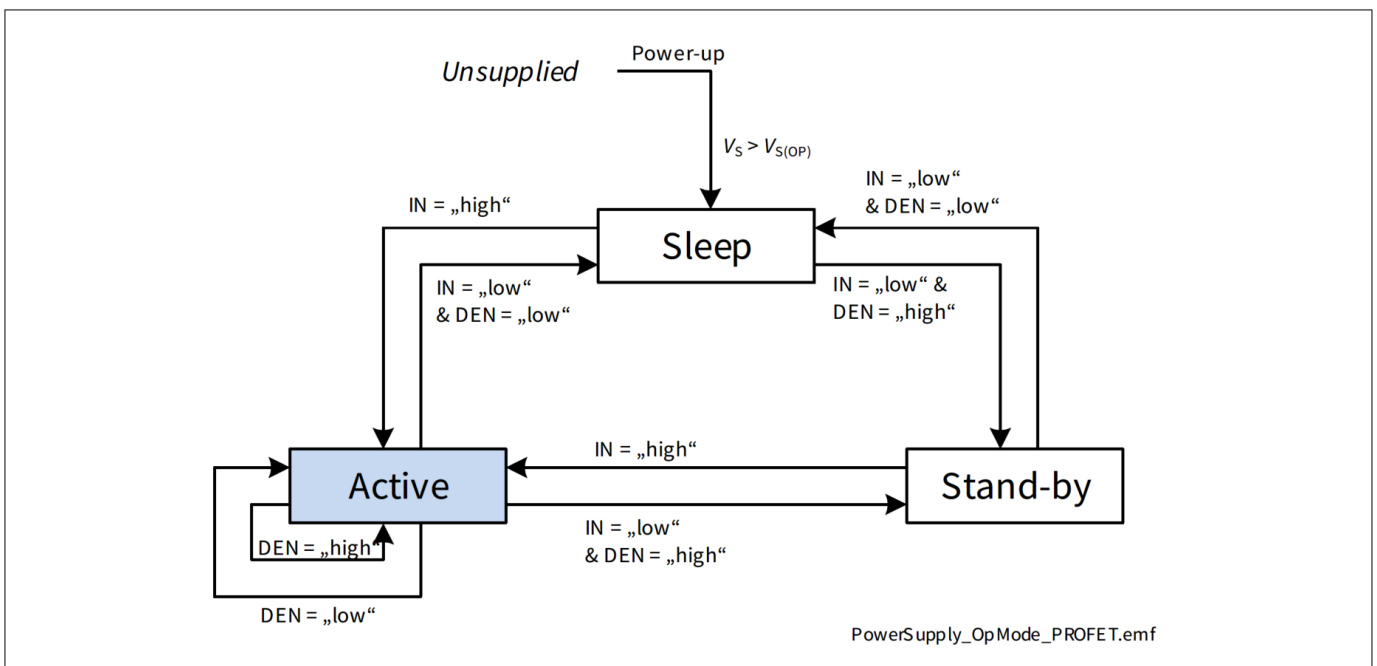 Power-up
Unsupplied
VS > VS(OP)
IN = „low“
& DEN = „low“
IN = „high“
Sleep
IN = „low“
& DEN = „low“
IN = „low“ &
DEN = „high“
IN = „high“
Active
Stand-by
IN = „low“
& DEN = „high“
DEN = „high“
DEN = „low“
PowerSupply_OpMode_PROFET.emf